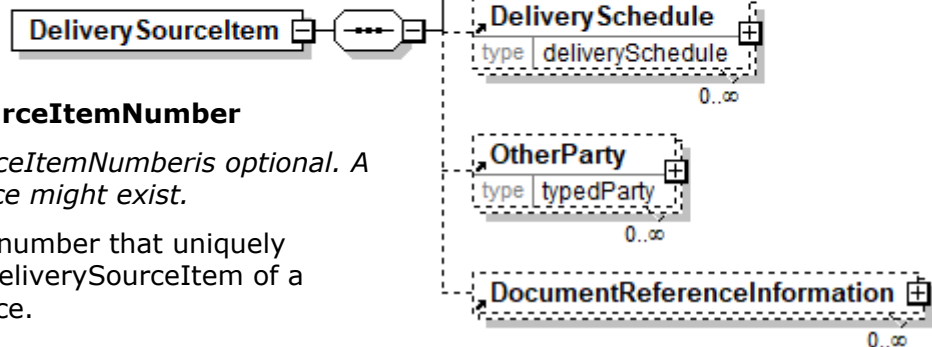 DeliverySourceItem
DeliverySchedule
type deliverySchedule
0..∞
rceItemNumber
ceItemNumberis optional. A
ce might exist.
number that uniquely
eliverySourceItem of a
ce.
OtherParty
type typedParty
0..∞
DocumentReferenceInformation
0..∞